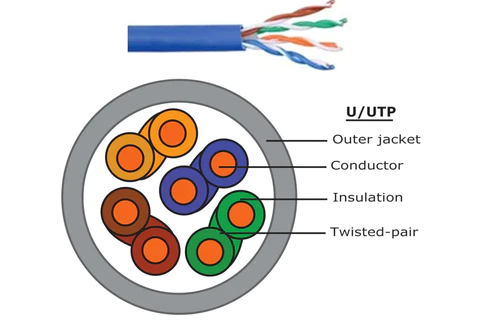 U/UTP
Outer jacket
Conductor
Insulation
Twisted-pair